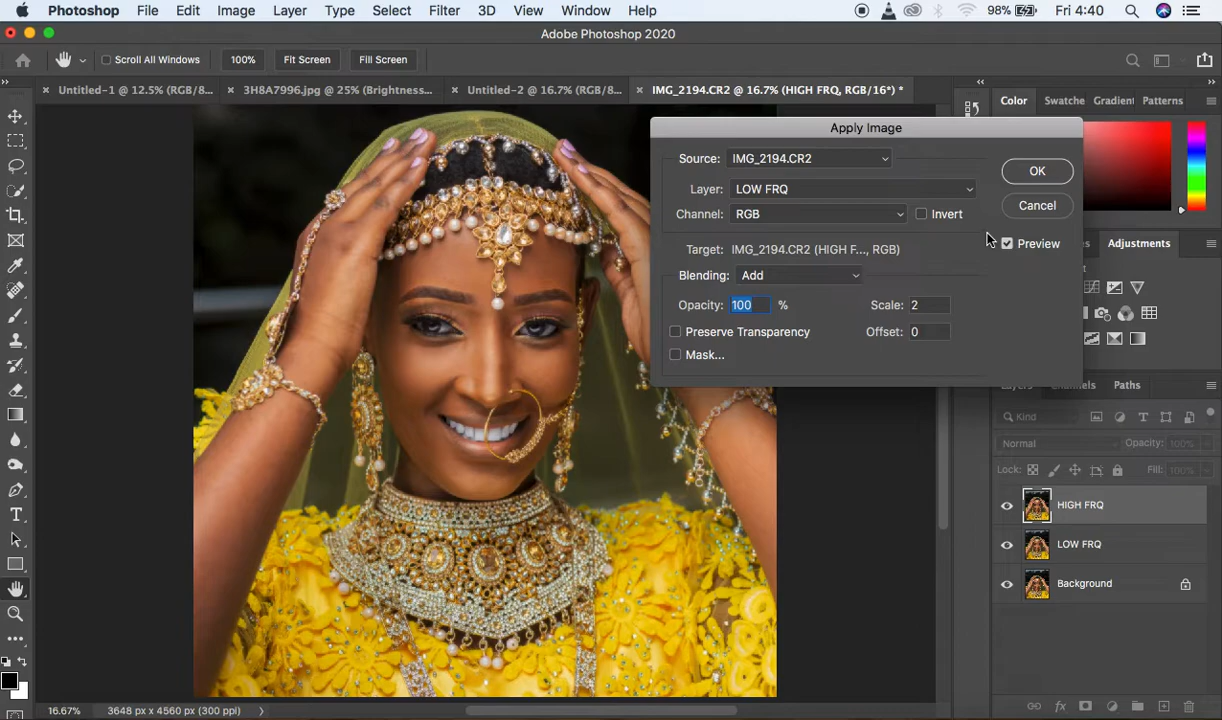 Photoshop File Edit Image Layer Type Select Filter 3D View Window Help 98% Fri 4:40
Adobe Photoshop 2020
Scroll All Windows 100% Fit Screen Fill Screen
Untitled-1 @ 12.5% (RGB/8... 3H8A7996.jpg @ 25% (Brightness... Untitled-2 @ 16.7% (RGB/8... IMG_2194.CR2 @ 16.7% (HIGH FRQ, RGB/16*) *
Color Swatche Gradien Patterns
Apply Image
Source: IMG_2194.CR2
OK
Layer: LOW FRQ
Cancel
Channel: RGB Invert
Preview
Adjustments
Target: IMG_2194.CR2 (HIGH F..., RGB)
Blending: Add
Opacity: 100 % Scale: 2
Preserve Transparency Offset: 0
Mask...
Layers Channels Paths
Kind
Normal Opacity: 100%
Lock: Fill: 100%
HIGH FRQ
LOW FRQ
Background
16.67% 3648 px x 4560 px (300 ppi)